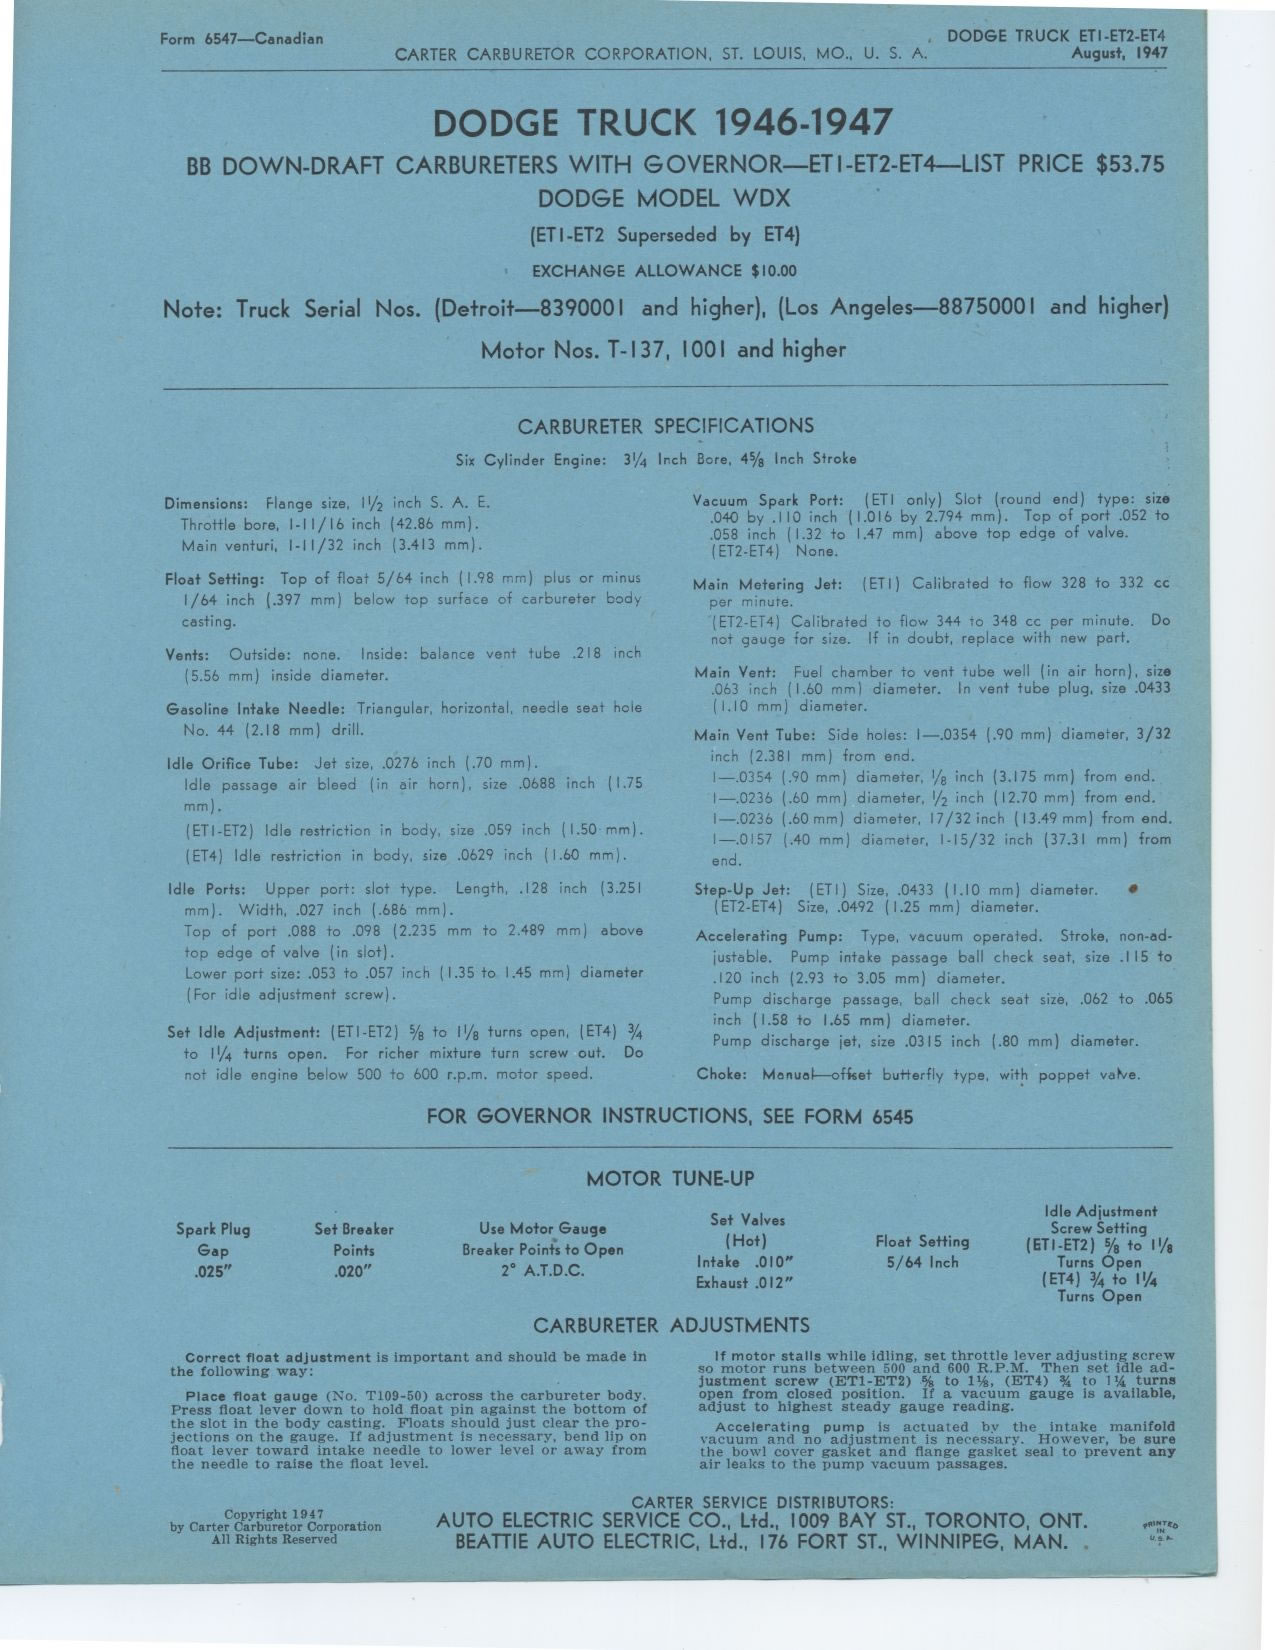 Form 6547—Canadian
DODGE TRUCK ET1-ET2-ET4
CARTER CARBURETOR CORPORATION, ST. LOUIS, MO., U. S. A.
August, 1947
DODGE TRUCK 1946-1947
BB DOWN-DRAFT CARBURETERS WITH GOVERNOR—ET1-ET2-ET4—LIST PRICE $53.75
DODGE MODEL WDX
(ET1-ET2 Superseded by ET4)
EXCHANGE ALLOWANCE $10.00
Note: Truck Serial Nos. (Detroit—8390001 and higher), (Los Angeles—88750001 and higher)
Motor Nos. T-137, 1001 and higher
CARBURETER SPECIFICATIONS
Six Cylinder Engine: 3¼ Inch Bore, 4⅝ Inch Stroke
Dimensions: Flange size, 1½ inch S. A. E.
Throttle bore, 1-11/16 inch (42.86 mm).
Main venturi, 1-11/32 inch (3.413 mm).
Float Setting: Top of float 5/64 inch (1.98 mm) plus or minus
1/64 inch (.397 mm) below top surface of carbureter body
casting.
Vents: Outside: none. Inside: balance vent tube .218 inch
(5.56 mm) inside diameter.
Gasoline Intake Needle: Triangular, horizontal, needle seat hole
No. 44 (2.18 mm) drill.
Idle Orifice Tube: Jet size, .0276 inch (.70 mm).
Idle passage air bleed (in air horn), size .0688 inch (1.75
mm).
(ET1-ET2) Idle restriction in body, size .059 inch (1.50 mm).
(ET4) Idle restriction in body, size .0629 inch (1.60 mm).
Idle Ports: Upper port: slot type. Length, .128 inch (3.251
mm). Width, .027 inch (.686 mm).
Top of port .088 to .098 (2.235 mm to 2.489 mm) above
top edge of valve (in slot).
Lower port size: .053 to .057 inch (1.35 to 1.45 mm) diameter
(For idle adjustment screw).
Set Idle Adjustment: (ET1-ET2) ⅝ to 1⅛ turns open, (ET4) ¾
to 1¼ turns open. For richer mixture turn screw out. Do
not idle engine below 500 to 600 r.p.m. motor speed.
Vacuum Spark Port: (ET1 only) Slot (round end) type: size
.040 by .110 inch (1.016 by 2.794 mm). Top of port .052 to
.058 inch (1.32 to 1.47 mm) above top edge of valve.
(ET2-ET4) None.
Main Metering Jet: (ET1) Calibrated to flow 328 to 332 cc
per minute.
(ET2-ET4) Calibrated to flow 344 to 348 cc per minute. Do
not gauge for size. If in doubt, replace with new part.
Main Vent: Fuel chamber to vent tube well (in air horn), size
.063 inch (1.60 mm) diameter. In vent tube plug, size .0433
(1.10 mm) diameter.
Main Vent Tube: Side holes: 1—.0354 (.90 mm) diameter, 3/32
inch (2.381 mm) from end.
1—.0354 (.90 mm) diameter, ⅛ inch (3.175 mm) from end.
1—.0236 (.60 mm) diameter, ½ inch (12.70 mm) from end.
1—.0236 (.60 mm) diameter, 17/32 inch (13.49 mm) from end.
1—.0157 (.40 mm) diameter, 1-15/32 inch (37.31 mm) from
end.
Step-Up Jet: (ET1) Size, .0433 (1.10 mm) diameter.
(ET2-ET4) Size, .0492 (1.25 mm) diameter.
Accelerating Pump: Type, vacuum operated. Stroke, non-ad-
justable. Pump intake passage ball check seat, size .115 to
.120 inch (2.93 to 3.05 mm) diameter.
Pump discharge passage, ball check seat size, .062 to .065
inch (1.58 to 1.65 mm) diameter.
Pump discharge jet, size .0315 inch (.80 mm) diameter.
Choke: Manual—offset butterfly type, with poppet valve.
FOR GOVERNOR INSTRUCTIONS, SEE FORM 6545
MOTOR TUNE-UP
Spark Plug
Gap
.025″
Set Breaker
Points
.020″
Use Motor Gauge
Breaker Points to Open
2° A.T.D.C.
Set Valves
(Hot)
Intake .010″
Exhaust .012″
Float Setting
5/64 Inch
Idle Adjustment
Screw Setting
(ET1-ET2) ⅝ to 1⅛
Turns Open
(ET4) ¾ to 1¼
Turns Open
CARBURETER ADJUSTMENTS
Correct float adjustment is important and should be made in
the following way:
Place float gauge (No. T109-50) across the carbureter body.
Press float lever down to hold float pin against the bottom of
the slot in the body casting. Floats should just clear the pro-
jections on the gauge. If adjustment is necessary, bend lip on
float lever toward intake needle to lower level or away from
the needle to raise the float level.
If motor stalls while idling, set throttle lever adjusting screw
so motor runs between 500 and 600 R.P.M. Then set idle ad-
justment screw (ET1-ET2) ⅝ to 1⅛, (ET4) ¾ to 1¼ turns
open from closed position. If a vacuum gauge is available,
adjust to highest steady gauge reading.
Accelerating pump is actuated by the intake manifold
vacuum and no adjustment is necessary. However, be sure
the bowl cover gasket and flange gasket seal to prevent any
air leaks to the pump vacuum passages.
Copyright 1947
by Carter Carburetor Corporation
All Rights Reserved
CARTER SERVICE DISTRIBUTORS:
AUTO ELECTRIC SERVICE CO., Ltd., 1009 BAY ST., TORONTO, ONT.
BEATTIE AUTO ELECTRIC, Ltd., 176 FORT ST., WINNIPEG, MAN.
PRINTED
IN
U.S.A.